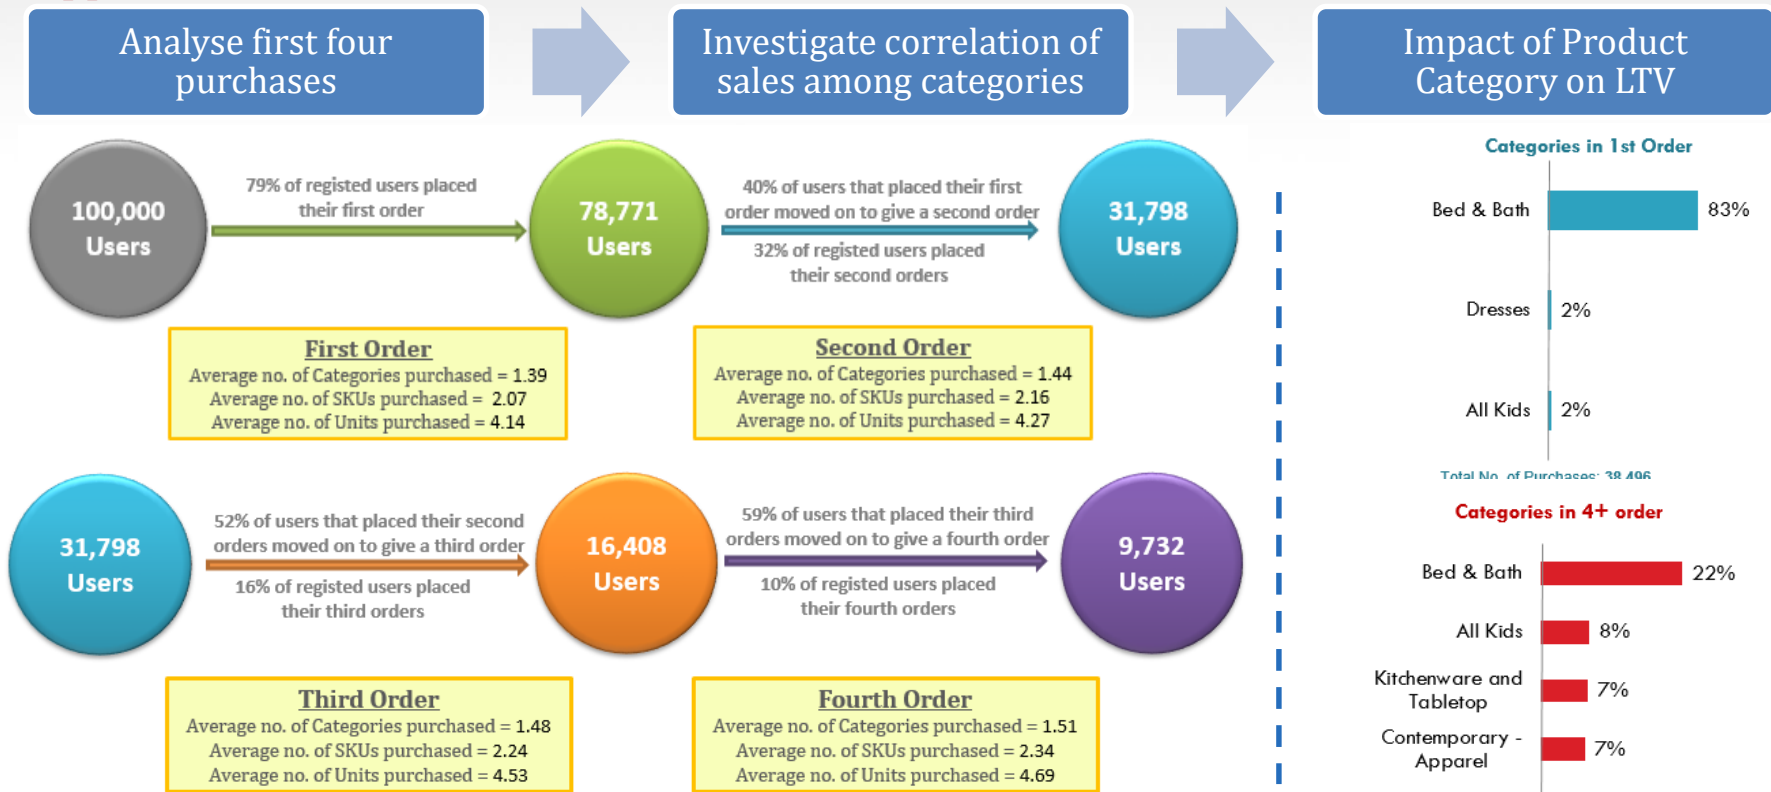 Analyse first four
purchases
Investigate correlation of
sales among categories
Impact of Product
Category on LTV
100,000
Users
79% of registed users placed
their first order
78,771
Users
40% of users that placed their first
order moved on to give a second order
32% of registed users placed
their second orders
31,798
Users
First Order
Average no. of Categories purchased = 1.39
Average no. of SKUs purchased = 2.07
Average no. of Units purchased = 4.14
Second Order
Average no. of Categories purchased = 1.44
Average no. of SKUs purchased = 2.16
Average no. of Units purchased = 4.27
31,798
Users
52% of users that placed their second
orders moved on to give a third order
16% of registed users placed
their third orders
16,408
Users
59% of users that placed their third
orders moved on to give a fourth order
10% of registed users placed
their fourth orders
9,732
Users
Third Order
Average no. of Categories purchased = 1.48
Average no. of SKUs purchased = 2.24
Average no. of Units purchased = 4.53
Fourth Order
Average no. of Categories purchased = 1.51
Average no. of SKUs purchased = 2.34
Average no. of Units purchased = 4.69
Categories in 1st Order
Bed & Bath 83%
Dresses 2%
All Kids 2%
Total No. of Purchases: 38,496
Categories in 4+ order
Bed & Bath 22%
All Kids 8%
Kitchenware and
Tabletop 7%
Contemporary -
Apparel 7%